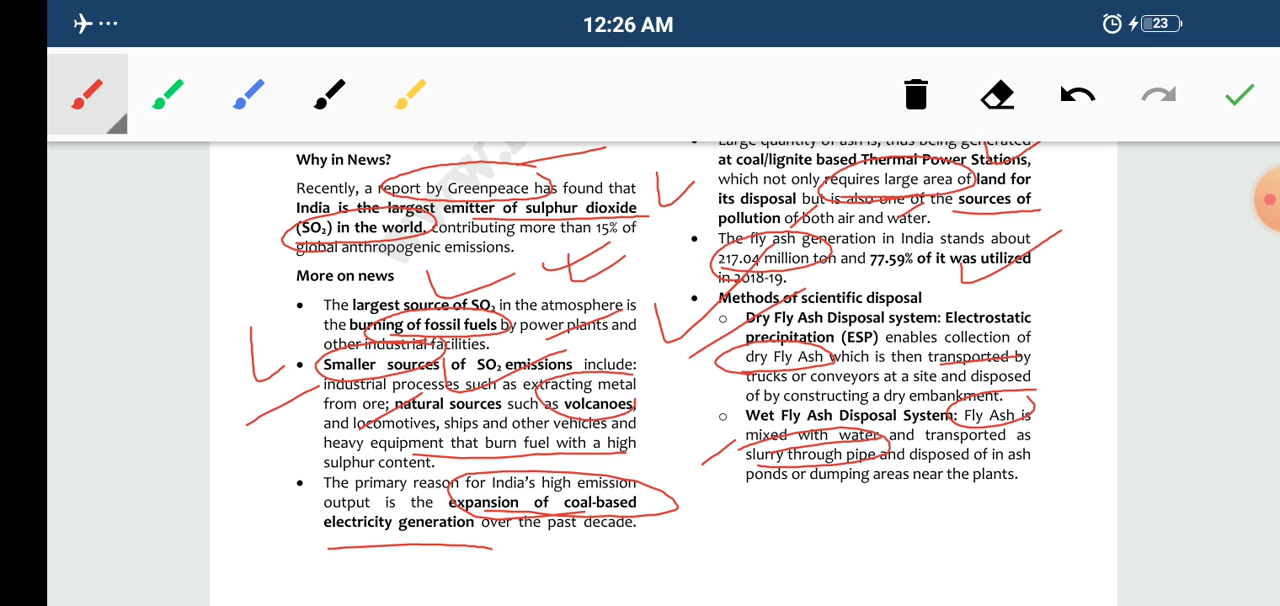 12:26 AM
23
Why in News?
Recently, a report by Greenpeace has found that
India is the largest emitter of sulphur dioxide
(SO₂) in the world, contributing more than 15% of
global anthropogenic emissions.
More on news
• The largest source of SO₂ in the atmosphere is
the burning of fossil fuels by power plants and
other industrial facilities.
• Smaller sources of SO₂ emissions include:
industrial processes such as extracting metal
from ore; natural sources such as volcanoes;
and locomotives, ships and other vehicles and
heavy equipment that burn fuel with a high
sulphur content.
• The primary reason for India's high emission
output is the expansion of coal-based
electricity generation over the past decade.
• Large quantity of ash is, thus being generated
at coal/lignite based Thermal Power Stations,
which not only requires large area of land for
its disposal but is also one of the sources of
pollution of both air and water.
• The fly ash generation in India stands about
217.04 million ton and 77.59% of it was utilized
in 2018-19.
• Methods of scientific disposal
o Dry Fly Ash Disposal system: Electrostatic
precipitation (ESP) enables collection of
dry Fly Ash which is then transported by
trucks or conveyors at a site and disposed
of by constructing a dry embankment.
o Wet Fly Ash Disposal System: Fly Ash is
mixed with water and transported as
slurry through pipe and disposed of in ash
ponds or dumping areas near the plants.
www.